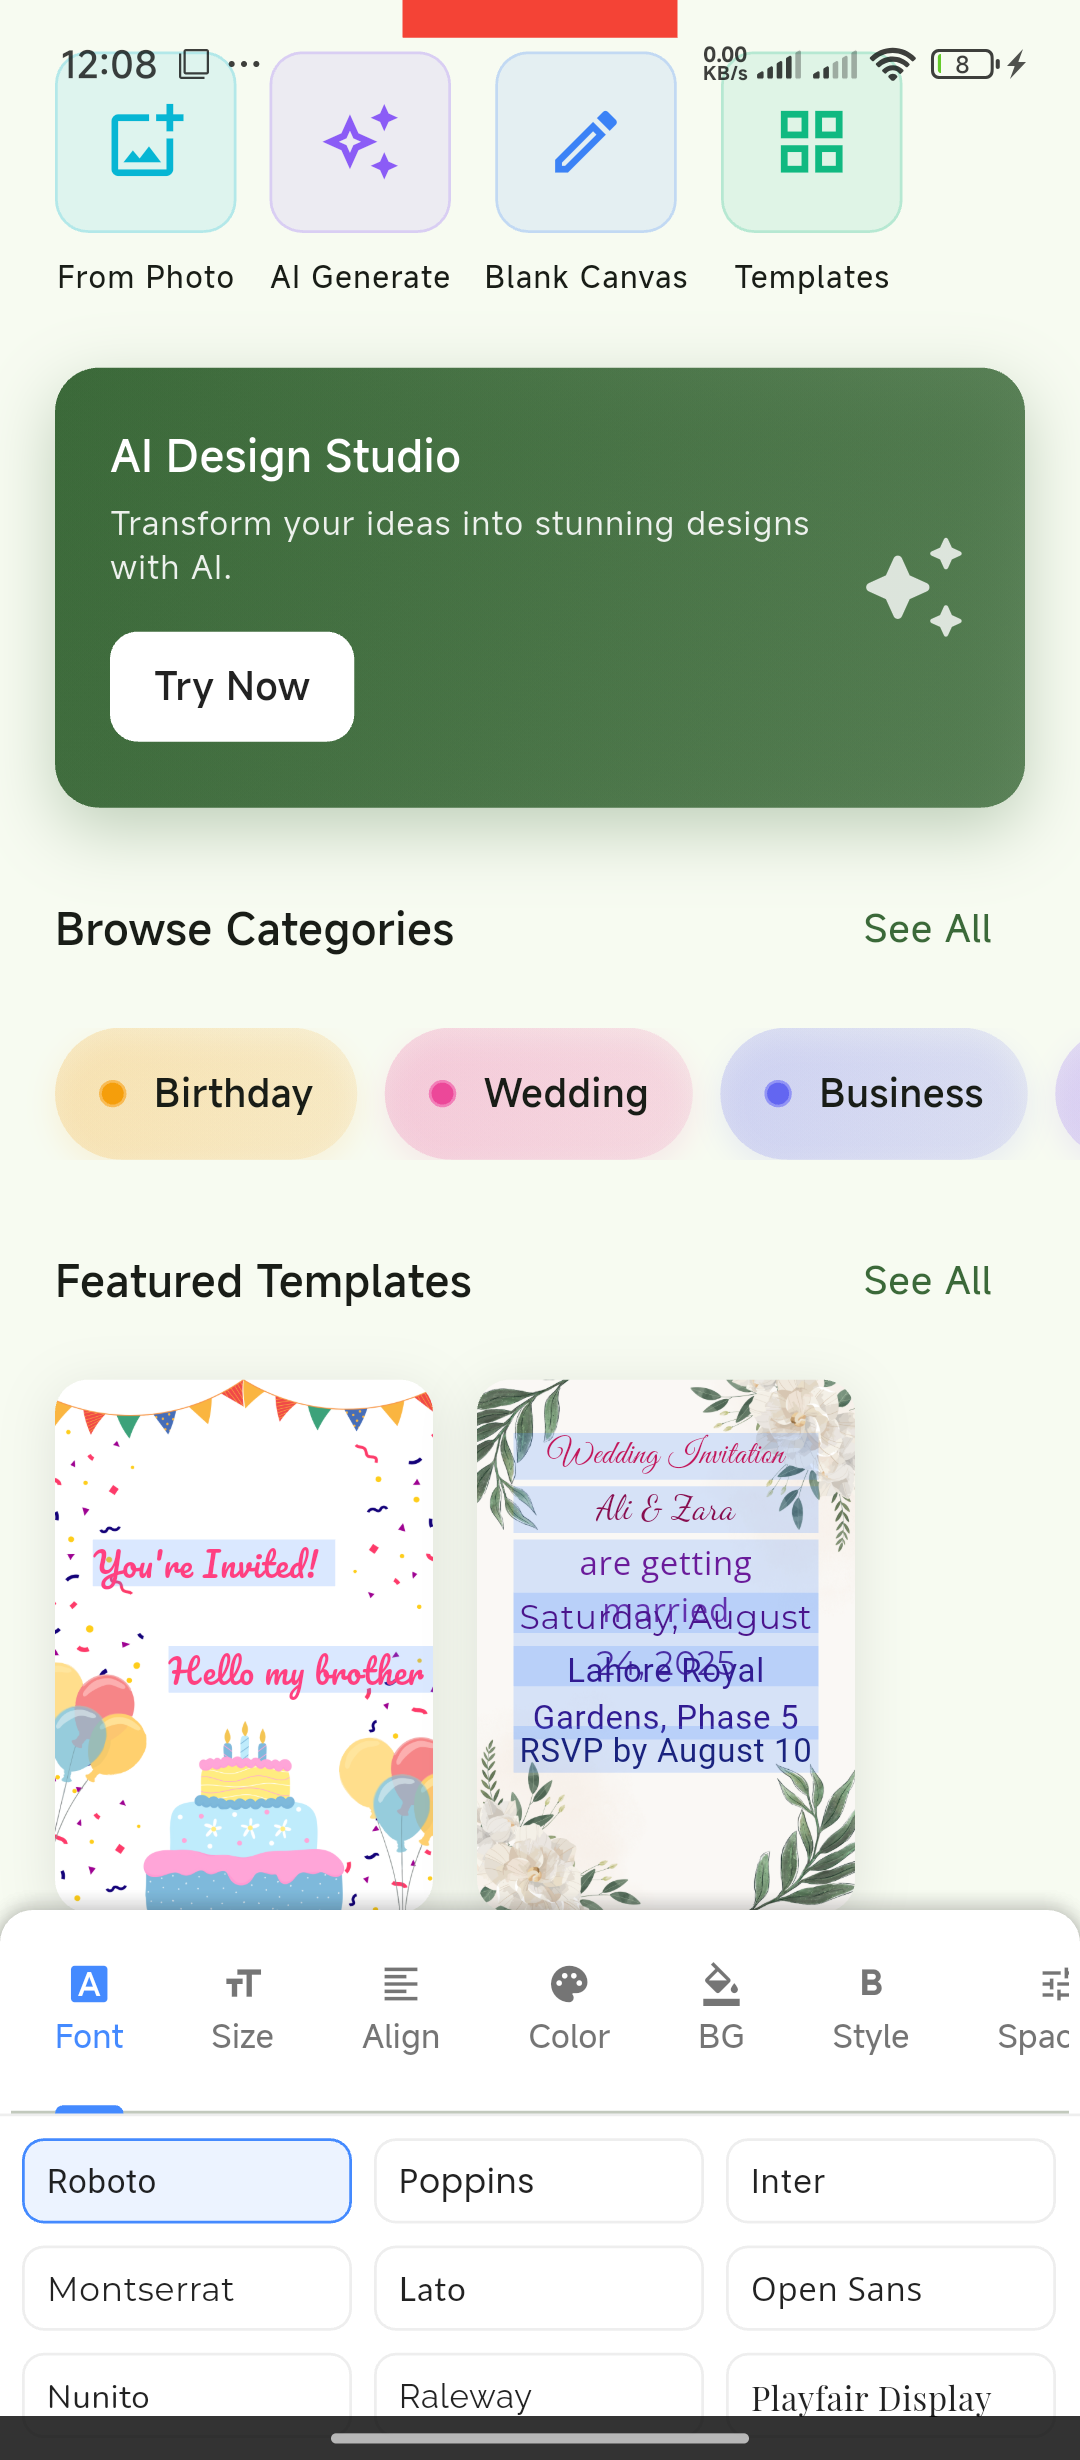 12:08
0.00
KB/s
8
From Photo
AI Generate
Blank Canvas
Templates
AI Design Studio
Transform your ideas into stunning designs
with AI.
Try Now
Browse Categories
See All
Birthday
Wedding
Business
Featured Templates
See All
You're Invited!
Hello my brother
Wedding Invitation
Ali & Zara
are getting
married
Saturday, August
24, 2025
Lahore Royal
Gardens, Phase 5
RSVP by August 10
Font
Size
Align
Color
BG
Style
Spac
Roboto
Poppins
Inter
Montserrat
Lato
Open Sans
Nunito
Raleway
Playfair Display